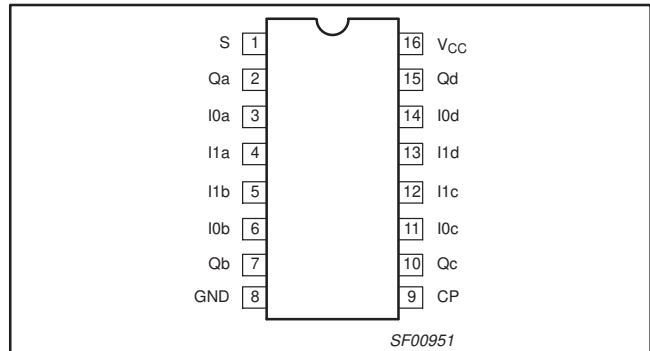 S 1 16 VCC
Qa 2 15 Qd
I0a 3 14 I0d
I1a 4 13 I1d
I1b 5 12 I1c
I0b 6 11 I0c
Qb 7 10 Qc
GND 8 9 CP
SF00951